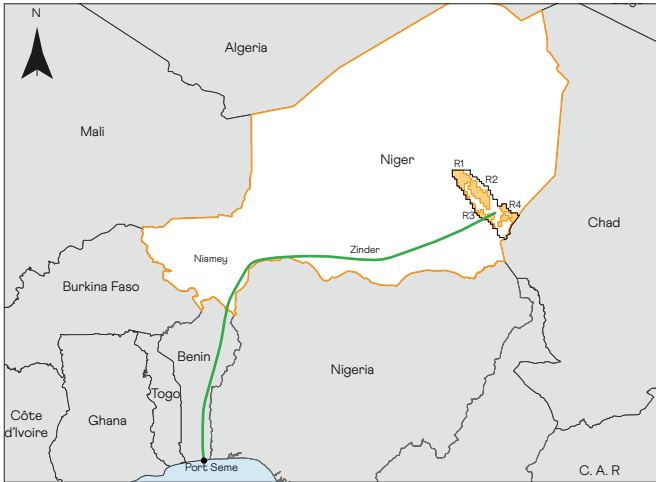 N
Algeria
Mali
Niger
R1
R2
R3
R4
Chad
Zinder
Niamey
Burkina Faso
Benin
Nigeria
Togo
Ghana
Côte
d'Ivoire
Port Seme
C. A. R